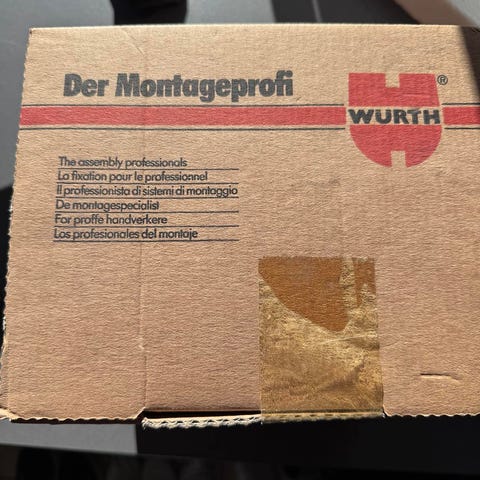 Der Montageprofi
WURTH®
The assembly professionals
La fixation pour le professionnel
Il professionista di sistemi di montaggio
De montagespecialist
For proffe handverkere
Los profesionales del montaje